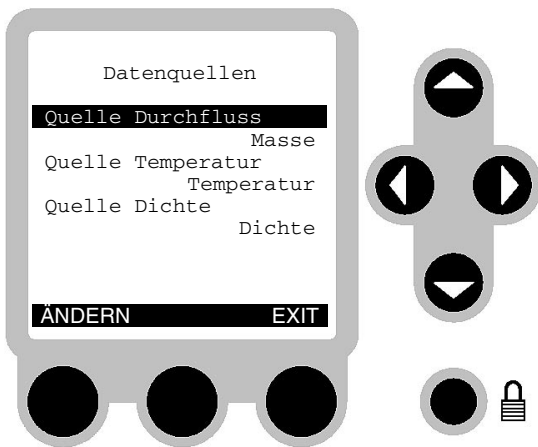 Datenquellen
Quelle Durchfluss
Masse
Quelle Temperatur
Temperatur
Quelle Dichte
Dichte
ÄNDERN EXIT